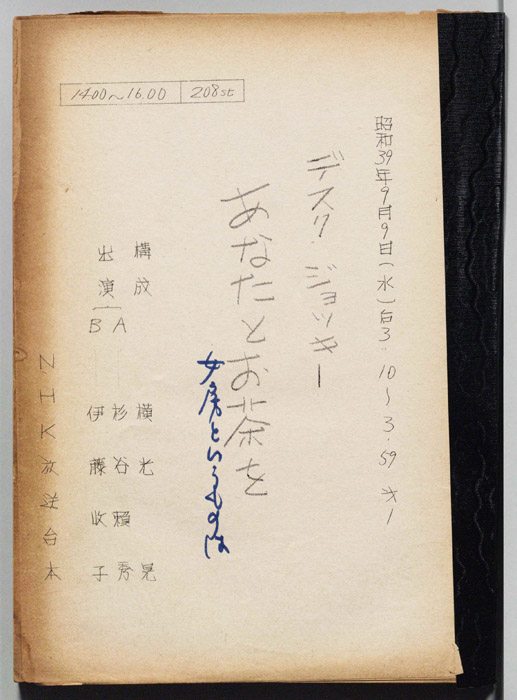 14.00〜16.00 208st
昭和39年9月9日(水)后3.10〜3.59 オ1
デスク・ジョッキー
あなたとお茶を
女房というものは
構成 横光 晃
出演 A 杉谷賴秀
B 伊藤收子
NHK放送台本